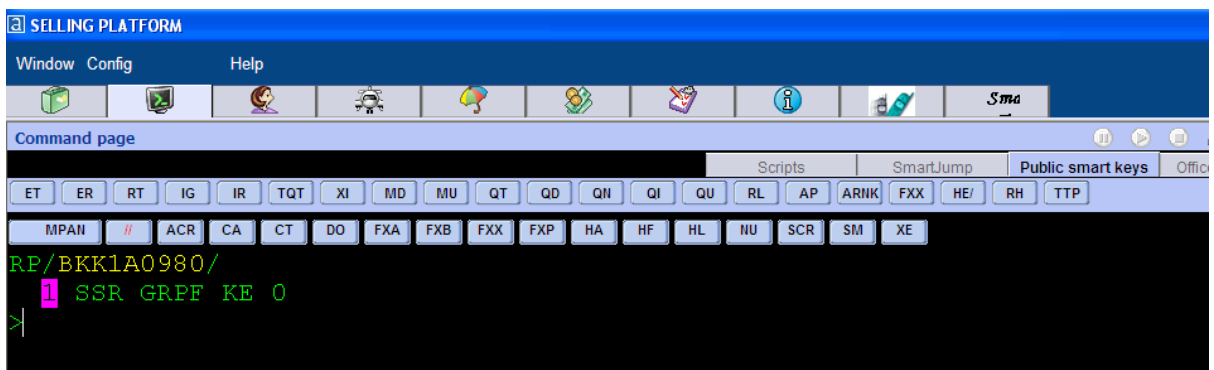 a SELLING PLATFORM
Window Config Help
Sma
Command page
Scripts SmartJump Public smart keys Offic
ET ER RT IG IR TQT XI MD MU QT QD QN QI QU RL AP ARNK FXX HE/ RH TTP
MPAN // ACR CA CT DO FXA FXB FXX FXP HA HF HL NU SCR SM XE
RP/BKK1A0980/
1 SSR GRPF KE 0
>